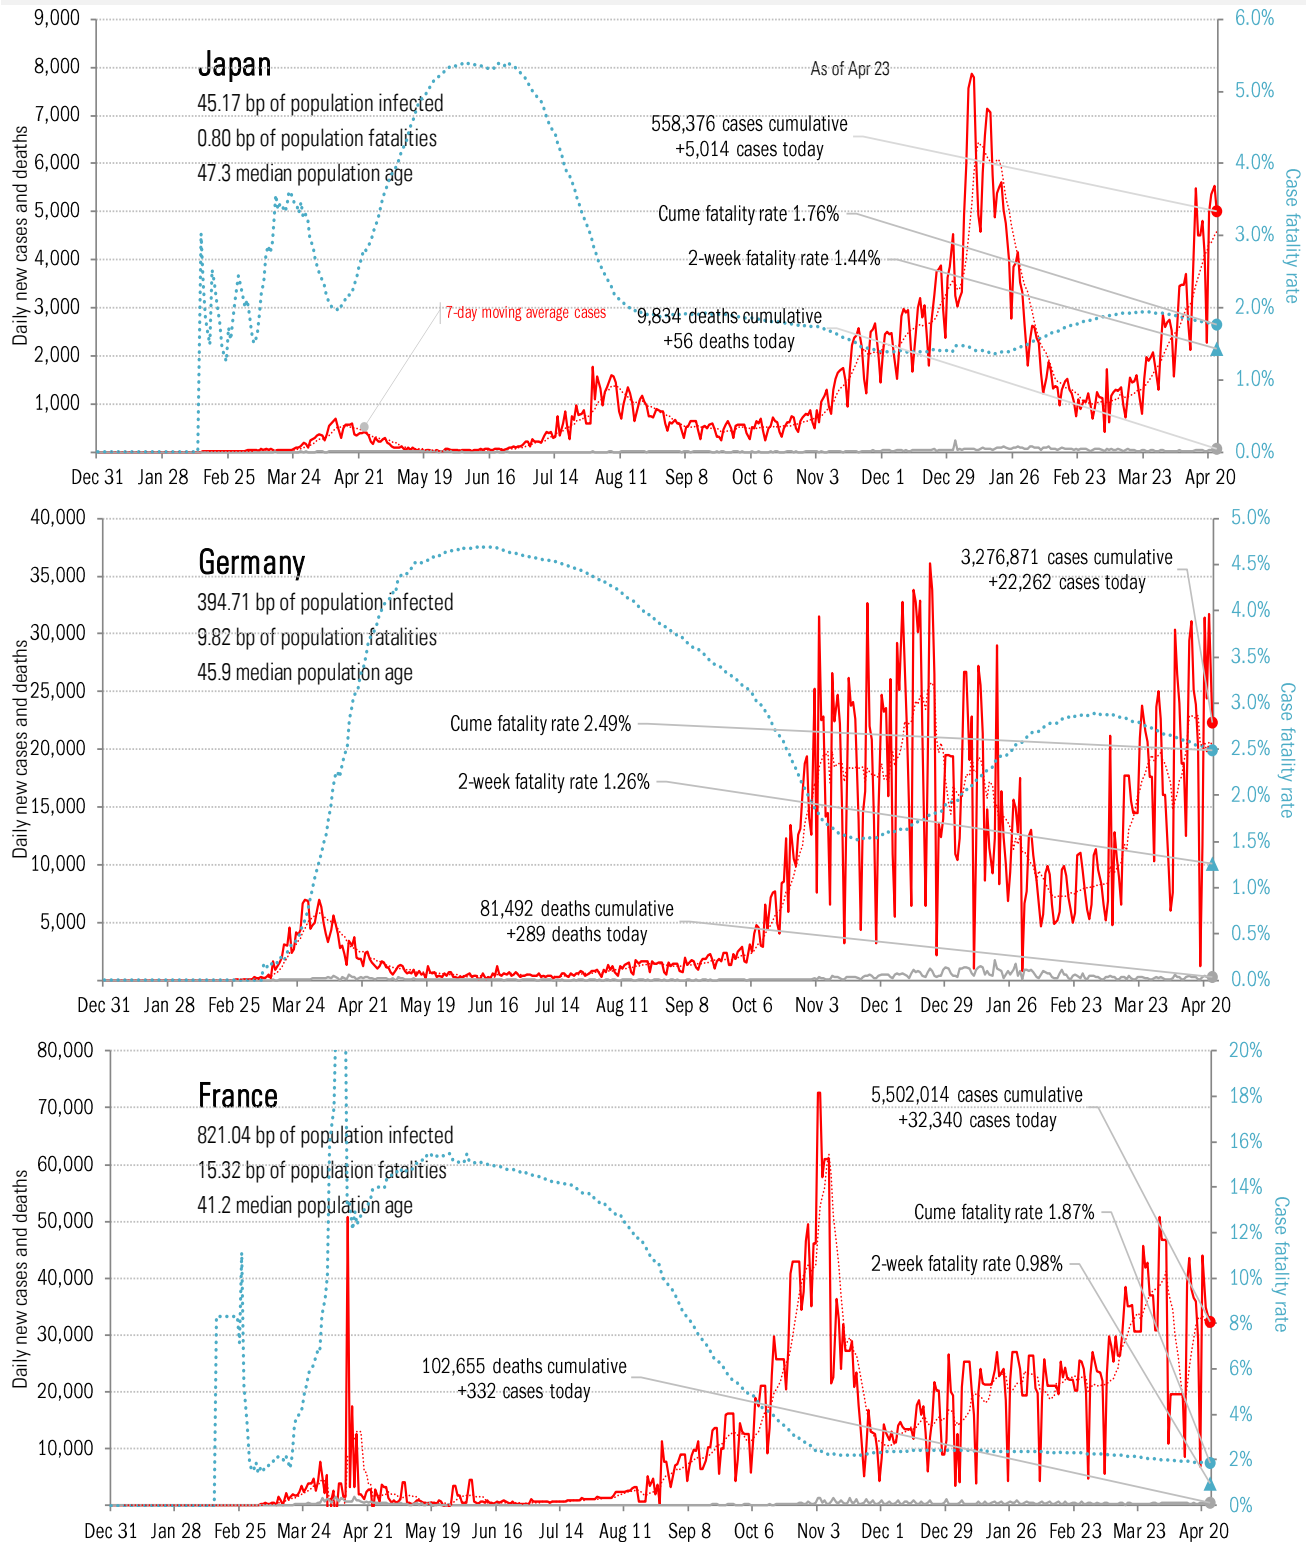 9,000
8,000
7,000
6,000
5,000
4,000
3,000
2,000
1,000
Daily new cases and deaths
Japan
45.17 bp of population infected
0.80 bp of population fatalities
47.3 median population age
As of Apr 23
558,376 cases cumulative
+5,014 cases today
Cume fatality rate 1.76%
2-week fatality rate 1.44%
7-day moving average cases
9,834 deaths cumulative
+56 deaths today
6.0%
5.0%
4.0%
3.0%
2.0%
1.0%
0.0%
Case fatality rate
Dec 31 Jan 28 Feb 25 Mar 24 Apr 21 May 19 Jun 16 Jul 14 Aug 11 Sep 8 Oct 6 Nov 3 Dec 1 Dec 29 Jan 26 Feb 23 Mar 23 Apr 20
40,000
35,000
30,000
25,000
20,000
15,000
10,000
5,000
Daily new cases and deaths
Germany
394.71 bp of population infected
9.82 bp of population fatalities
45.9 median population age
3,276,871 cases cumulative
+22,262 cases today
Cume fatality rate 2.49%
2-week fatality rate 1.26%
81,492 deaths cumulative
+289 deaths today
5.0%
4.5%
4.0%
3.5%
3.0%
2.5%
2.0%
1.5%
1.0%
0.5%
0.0%
Case fatality rate
Dec 31 Jan 28 Feb 25 Mar 24 Apr 21 May 19 Jun 16 Jul 14 Aug 11 Sep 8 Oct 6 Nov 3 Dec 1 Dec 29 Jan 26 Feb 23 Mar 23 Apr 20
80,000
70,000
60,000
50,000
40,000
30,000
20,000
10,000
Daily new cases and deaths
France
821.04 bp of population infected
15.32 bp of population fatalities
41.2 median population age
5,502,014 cases cumulative
+32,340 cases today
Cume fatality rate 1.87%
2-week fatality rate 0.98%
102,655 deaths cumulative
+332 cases today
20%
18%
16%
14%
12%
10%
8%
6%
4%
2%
0%
Case fatality rate
Dec 31 Jan 28 Feb 25 Mar 24 Apr 21 May 19 Jun 16 Jul 14 Aug 11 Sep 8 Oct 6 Nov 3 Dec 1 Dec 29 Jan 26 Feb 23 Mar 23 Apr 20